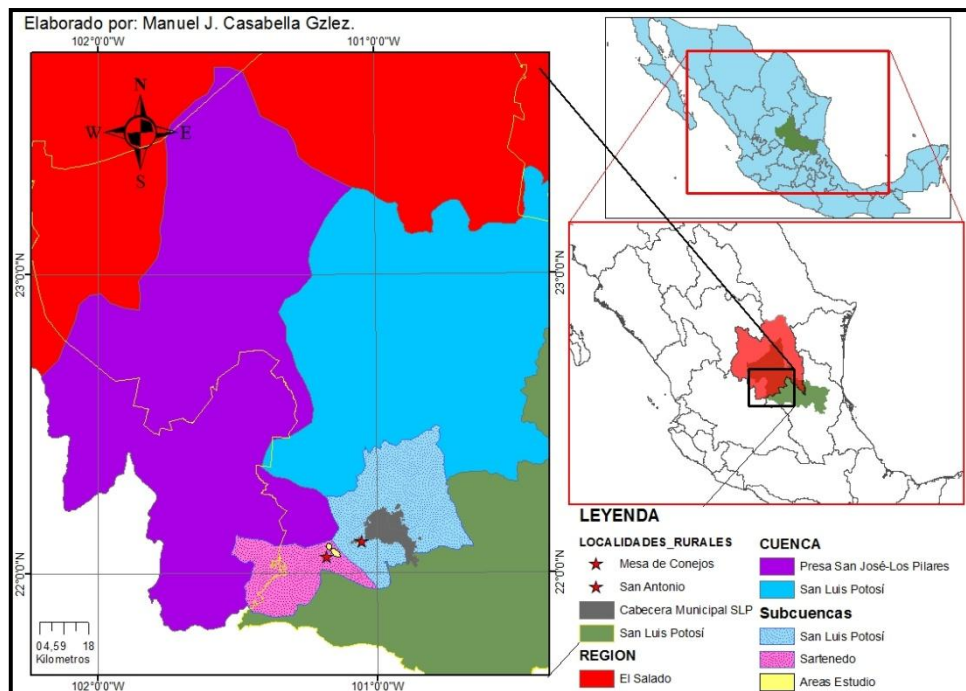 Elaborado por: Manuel J. Casabella Gzlez.
102°0'0"W 101°0'0"W
N
W E
S
23°0'0"N 23°0'0"N
22°0'0"N 22°0'0"N
04,59 18
Kilometros
102°0'0"W 101°0'0"W
LEYENDA
LOCALIDADES_RURALES
Mesa de Conejos
San Antonio
Cabecera Municipal SLP
San Luis Potosí
REGION
El Salado
CUENCA
Presa San José-Los Pilares
San Luis Potosí
Subcuencas
San Luis Potosí
Sartenedo
Areas Estudio